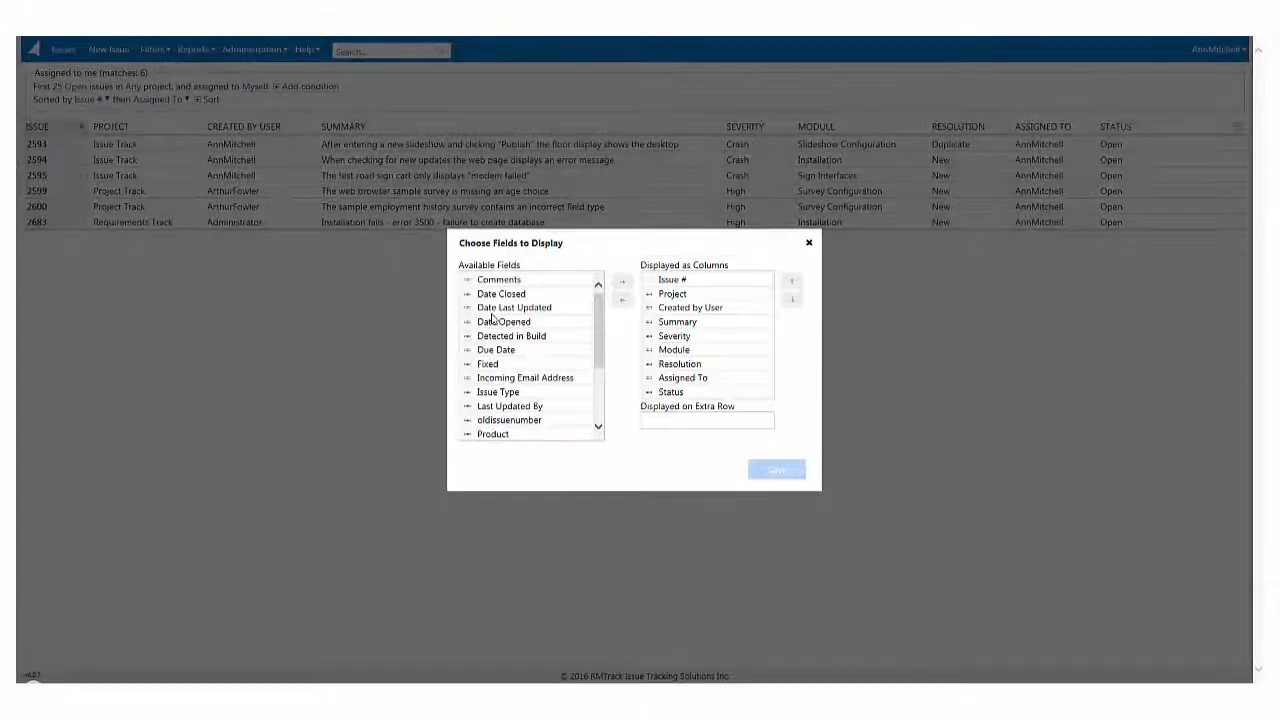 Issues New Issue Filters Reports Administration Help Search... AnnMitchell
Assigned to me (matches: 6)
First 25 Open issues in Any project, and assigned to Myself Add condition
Sorted by Issue # then Assigned To Sort
ISSUE PROJECT CREATED BY USER SUMMARY SEVERITY MODULE RESOLUTION ASSIGNED TO STATUS
2593 Issue Track AnnMitchell After entering a new slideshow and clicking "Publish" the floor display shows the desktop Crash Slideshow Configuration Duplicate AnnMitchell Open
2594 Issue Track AnnMitchell When checking for new updates the web page displays an error message Crash Installation New AnnMitchell Open
2595 Issue Track AnnMitchell The test road sign cart only displays "modem failed" Crash Sign Interfaces New AnnMitchell Open
2599 Project Track ArthurFowler The web browser sample survey is missing an age choice High Survey Configuration New AnnMitchell Open
2600 Project Track ArthurFowler The sample employment history survey contains an incorrect field type High Survey Configuration New AnnMitchell Open
2683 Requirements Track Administrator Installation fails - error 3500 - failure to create database High Installation New AnnMitchell Open
Choose Fields to Display
Available Fields
Comments
Date Closed
Date Last Updated
Date Opened
Detected in Build
Due Date
Fixed
Incoming Email Address
Issue Type
Last Updated By
oldissuenumber
Product
Displayed as Columns
Issue #
Project
Created by User
Summary
Severity
Module
Resolution
Assigned To
Status
Displayed on Extra Row
Save
v6.0.1
© 2016 RMTrack Issue Tracking Solutions Inc.